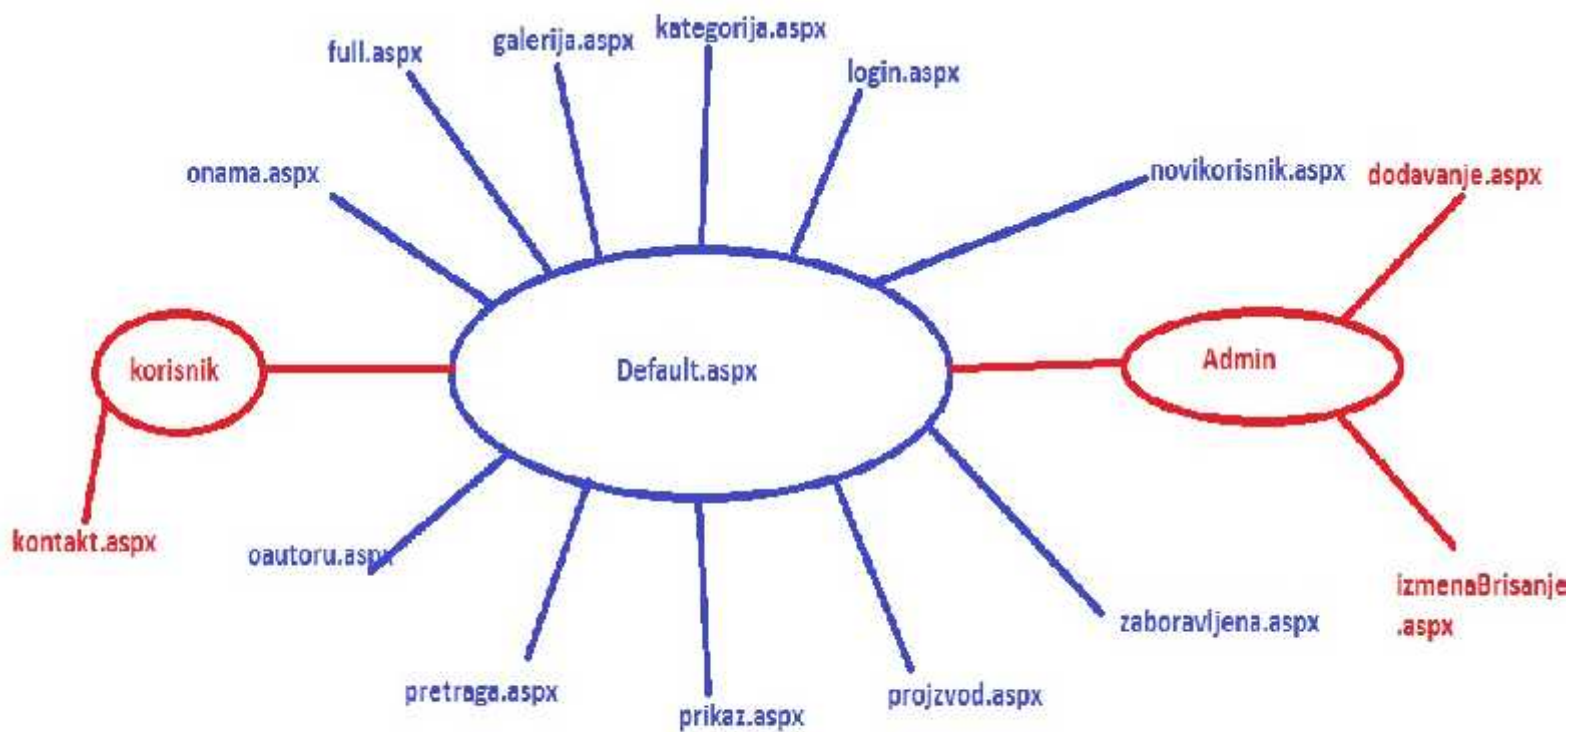 kategorija.aspx
galerija.aspx
full.aspx
login.aspx
onama.aspx
novikorisnik.aspx
dodavanje.aspx
korisnik
Default.aspx
Admin
kontakt.aspx
oautoru.aspx
izmenaBrisanje
.aspx
zaboravljena.aspx
pretraga.aspx
prikaz.aspx
projzvod.aspx